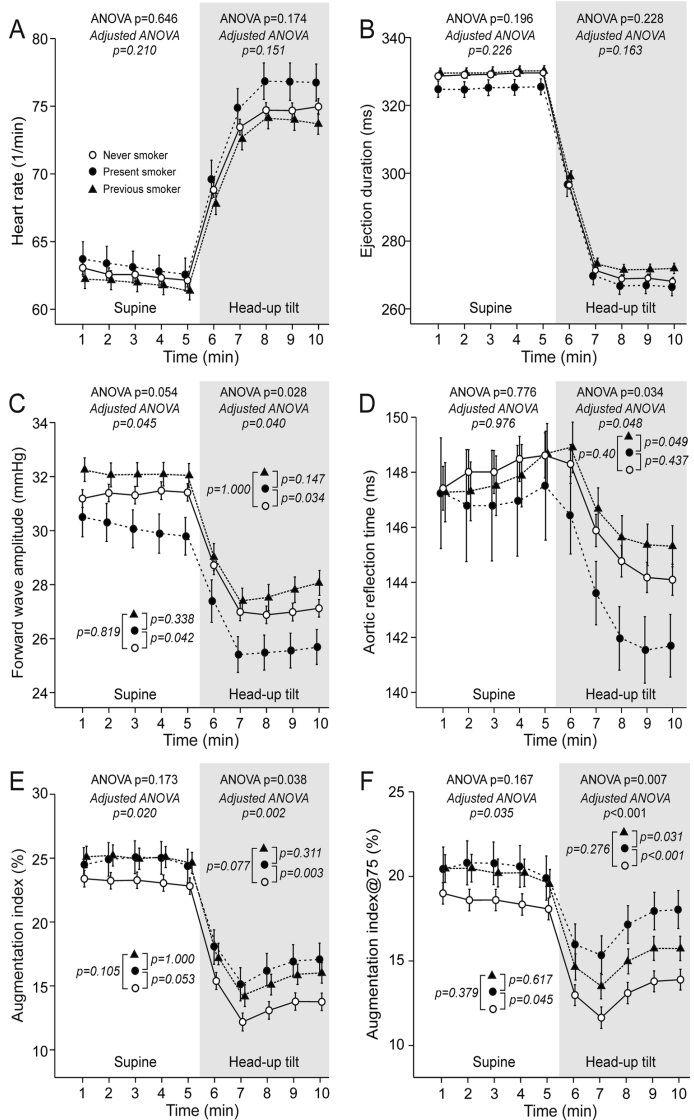 A
ANOVA p=0.646
Adjusted ANOVA
p=0.210
ANOVA p=0.174
Adjusted ANOVA
p=0.151
Heart rate (1/min)
80
75
70
65
60
Never smoker
Present smoker
Previous smoker
Supine
Head-up tilt
1 2 3 4 5 6 7 8 9 10
Time (min)
B
ANOVA p=0.196
Adjusted ANOVA
p=0.226
ANOVA p=0.228
Adjusted ANOVA
p=0.163
Ejection duration (ms)
340
320
300
280
260
Supine
Head-up tilt
1 2 3 4 5 6 7 8 9 10
Time (min)
C
ANOVA p=0.054
Adjusted ANOVA
p=0.045
ANOVA p=0.028
Adjusted ANOVA
p=0.040
Forward wave amplitude (mmHg)
34
32
30
28
26
24
p=0.147
p=1.000
p=0.034
p=0.338
p=0.819
p=0.042
Supine
Head-up tilt
1 2 3 4 5 6 7 8 9 10
Time (min)
D
ANOVA p=0.776
Adjusted ANOVA
p=0.976
ANOVA p=0.034
Adjusted ANOVA
p=0.048
Aortic reflection time (ms)
150
148
146
144
142
140
p=0.049
p=0.40
p=0.437
Supine
Head-up tilt
1 2 3 4 5 6 7 8 9 10
Time (min)
E
ANOVA p=0.173
Adjusted ANOVA
p=0.020
ANOVA p=0.038
Adjusted ANOVA
p=0.002
Augmentation index (%)
30
25
20
15
10
p=0.311
p=0.077
p=0.003
p=1.000
p=0.105
p=0.053
Supine
Head-up tilt
1 2 3 4 5 6 7 8 9 10
Time (min)
F
ANOVA p=0.167
Adjusted ANOVA
p=0.035
ANOVA p=0.007
Adjusted ANOVA
p<0.001
Augmentation index@75 (%)
25
20
15
10
p=0.031
p=0.276
p<0.001
p=0.617
p=0.379
p=0.045
Supine
Head-up tilt
1 2 3 4 5 6 7 8 9 10
Time (min)